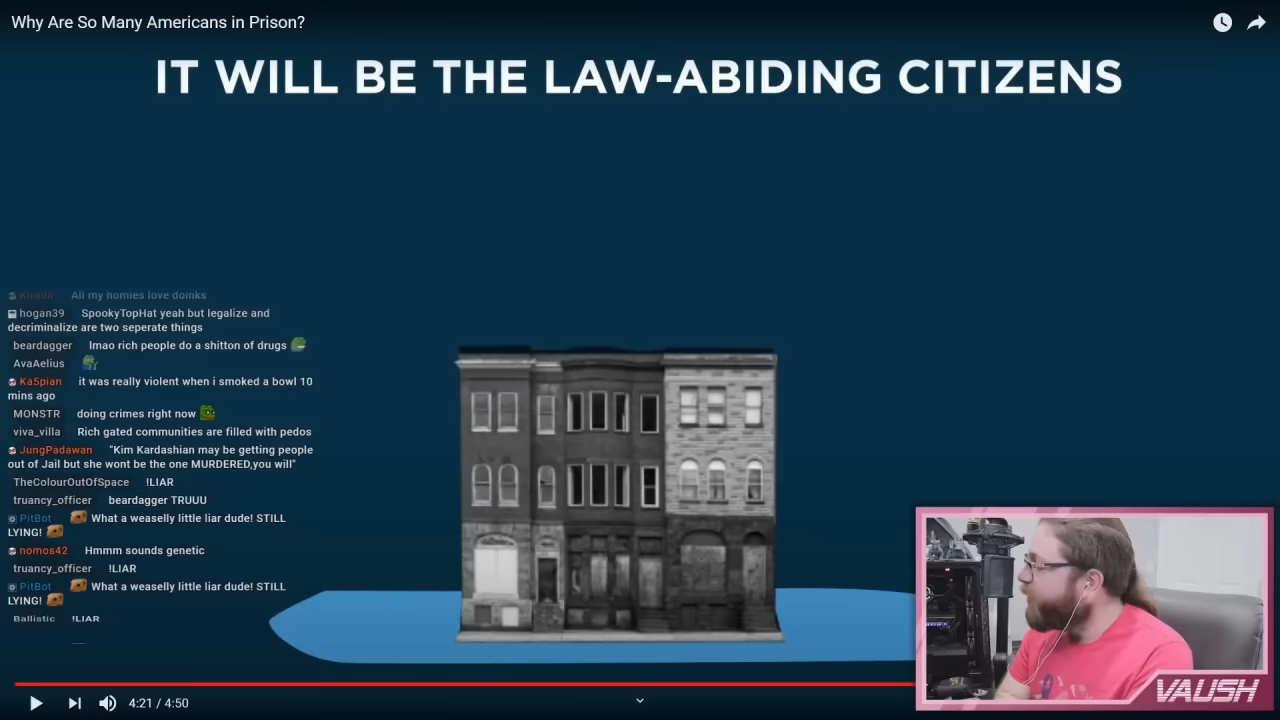 Why Are So Many Americans in Prison?
IT WILL BE THE LAW-ABIDING CITIZENS
All my homies love doinks
hogan39 SpookyTopHat yeah but legalize and
decriminalize are two seperate things
beardagger lmao rich people do a shitton of drugs
AvaAelius
Ka5pian it was really violent when i smoked a bowl 10
mins ago
MONSTR doing crimes right now
viva_villa Rich gated communities are filled with pedos
JungPadawan "Kim Kardashian may be getting people
out of Jail but she wont be the one MURDERED,you will"
TheColourOutOfSpace !LIAR
truancy_officer beardagger TRUUU
PitBot What a weaselly little liar dude! STILL
LYING!
nomos42 Hmmm sounds genetic
truancy_officer !LIAR
PitBot What a weaselly little liar dude! STILL
LYING!
Ballistic !LIAR
4:21 / 4:50
VAUSH